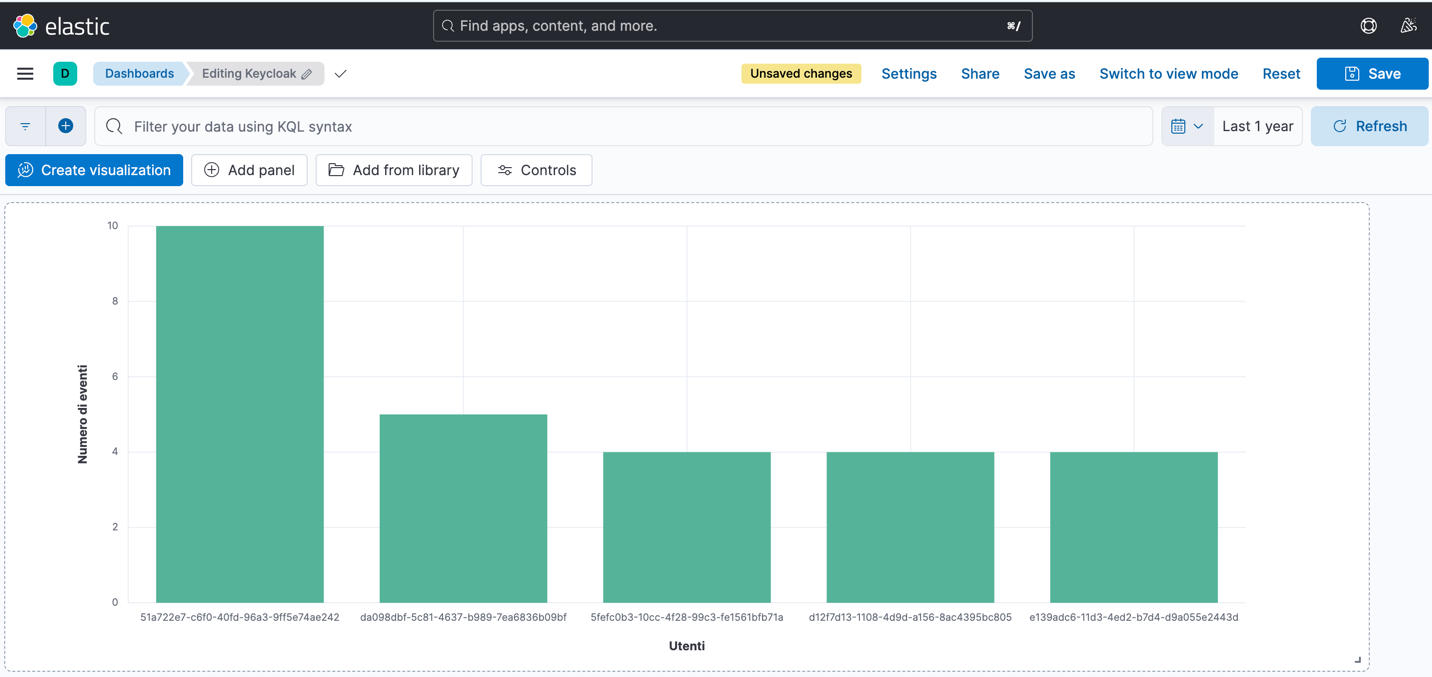 elastic
Find apps, content, and more.
⌘/
D
Dashboards
Editing Keycloak
Unsaved changes
Settings
Share
Save as
Switch to view mode
Reset
Save
Filter your data using KQL syntax
Last 1 year
Refresh
Create visualization
Add panel
Add from library
Controls
10
8
6
4
2
0
Numero di eventi
51a722e7-c6f0-40fd-96a3-9ff5e74ae242
da098dbf-5c81-4637-b989-7ea6836b09bf
5fefc0b3-10cc-4f28-99c3-fe1561bfb71a
d12f7d13-1108-4d9d-a156-8ac4395bc805
e139adc6-11d3-4ed2-b7d4-d9a055e2443d
Utenti